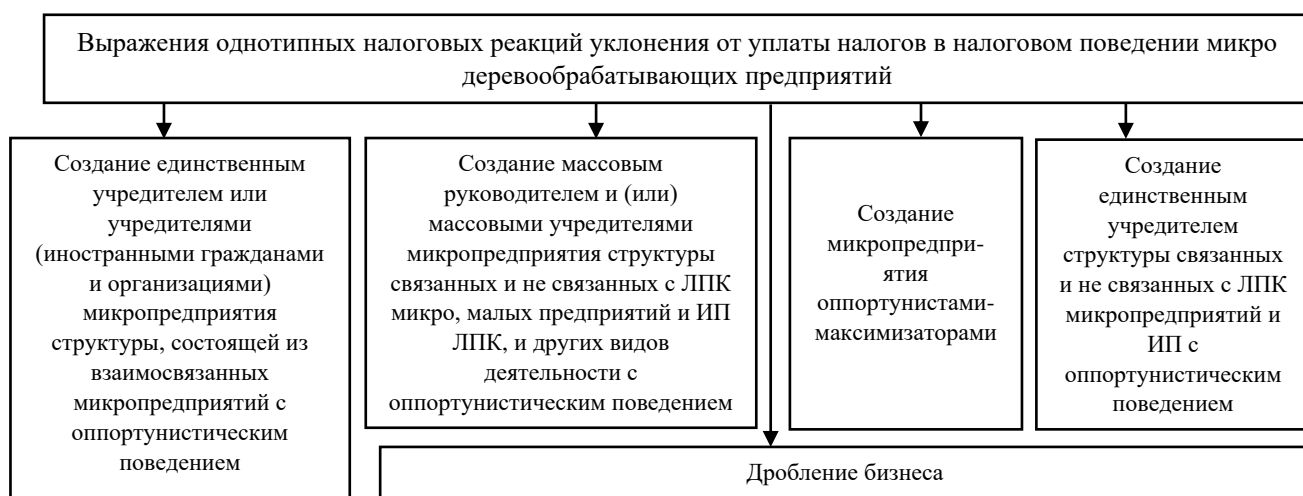 Выражения однотипных налоговых реакций уклонения от уплаты налогов в налоговом поведении микро
деревообрабатывающих предприятий
Создание единственным
учредителем или
учредителями
(иностранными гражданами
и организациями)
микропредприятия
структуры, состоящей из
взаимосвязанных
микропредприятий с
оппортунистическим
поведением
Создание массовым
руководителем и (или)
массовыми учредителями
микропредприятия структуры
связанных и не связанных с ЛПК
микро, малых предприятий и ИП
ЛПК, и других видов
деятельности с
оппортунистическим поведением
Создание
микропредпри-
ятия
оппортунистами-
максимизаторами
Создание
единственным
учредителем
структуры связанных
и не связанных с ЛПК
микропредприятий и
ИП с
оппортунистическим
поведением
Дробление бизнеса